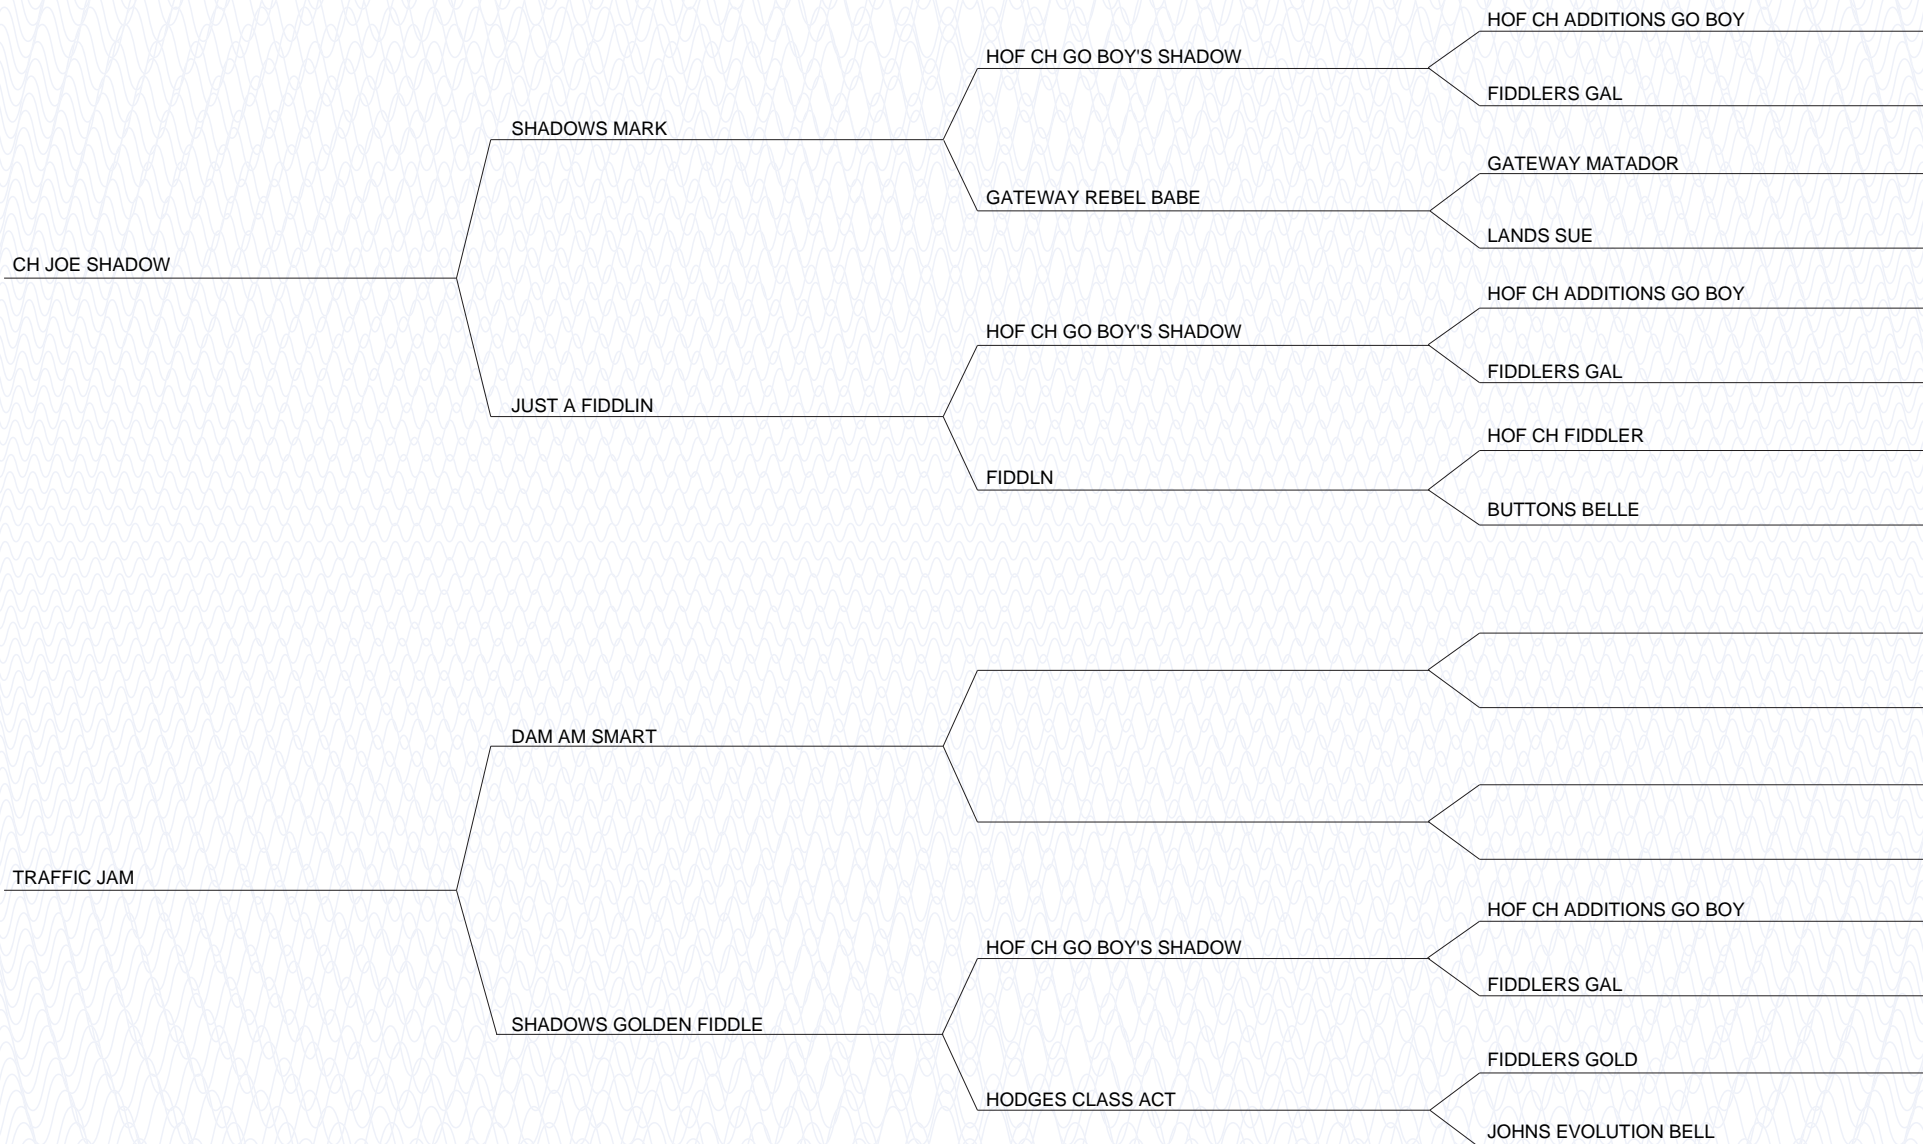 HOF CH ADDITIONS GO BOY
HOF CH GO BOY'S SHADOW
FIDDLERS GAL
SHADOWS MARK
GATEWAY MATADOR
GATEWAY REBEL BABE
LANDS SUE
CH JOE SHADOW
HOF CH ADDITIONS GO BOY
HOF CH GO BOY'S SHADOW
FIDDLERS GAL
JUST A FIDDLIN
HOF CH FIDDLER
FIDDLN
BUTTONS BELLE
DAM AM SMART
TRAFFIC JAM
HOF CH ADDITIONS GO BOY
HOF CH GO BOY'S SHADOW
FIDDLERS GAL
SHADOWS GOLDEN FIDDLE
FIDDLERS GOLD
HODGES CLASS ACT
JOHNS EVOLUTION BELL